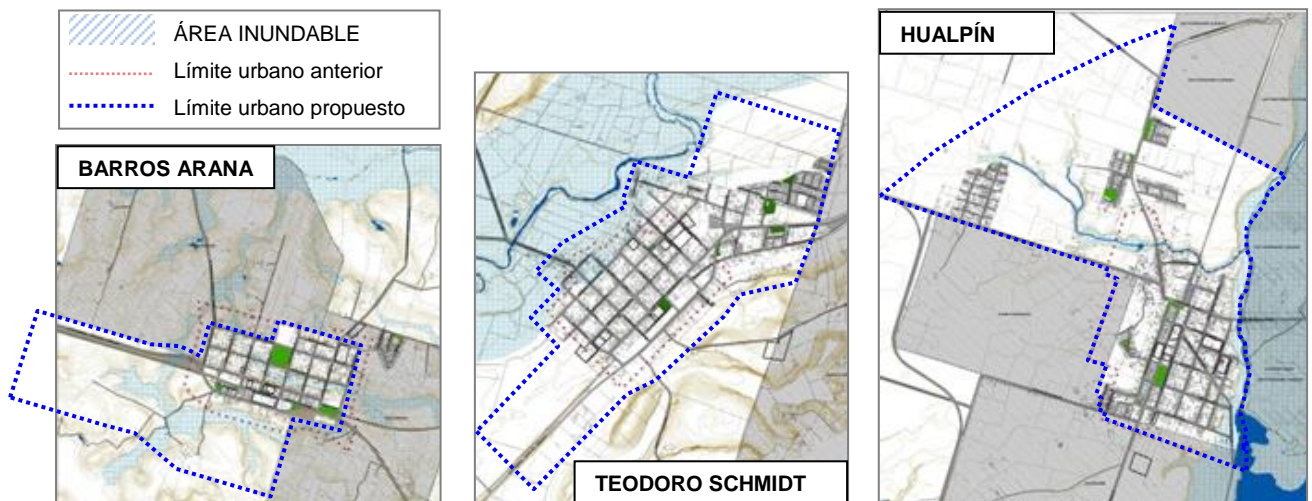 ÁREA INUNDABLE
Límite urbano anterior
Límite urbano propuesto
BARROS ARANA
TEODORO SCHMIDT
HUALPÍN